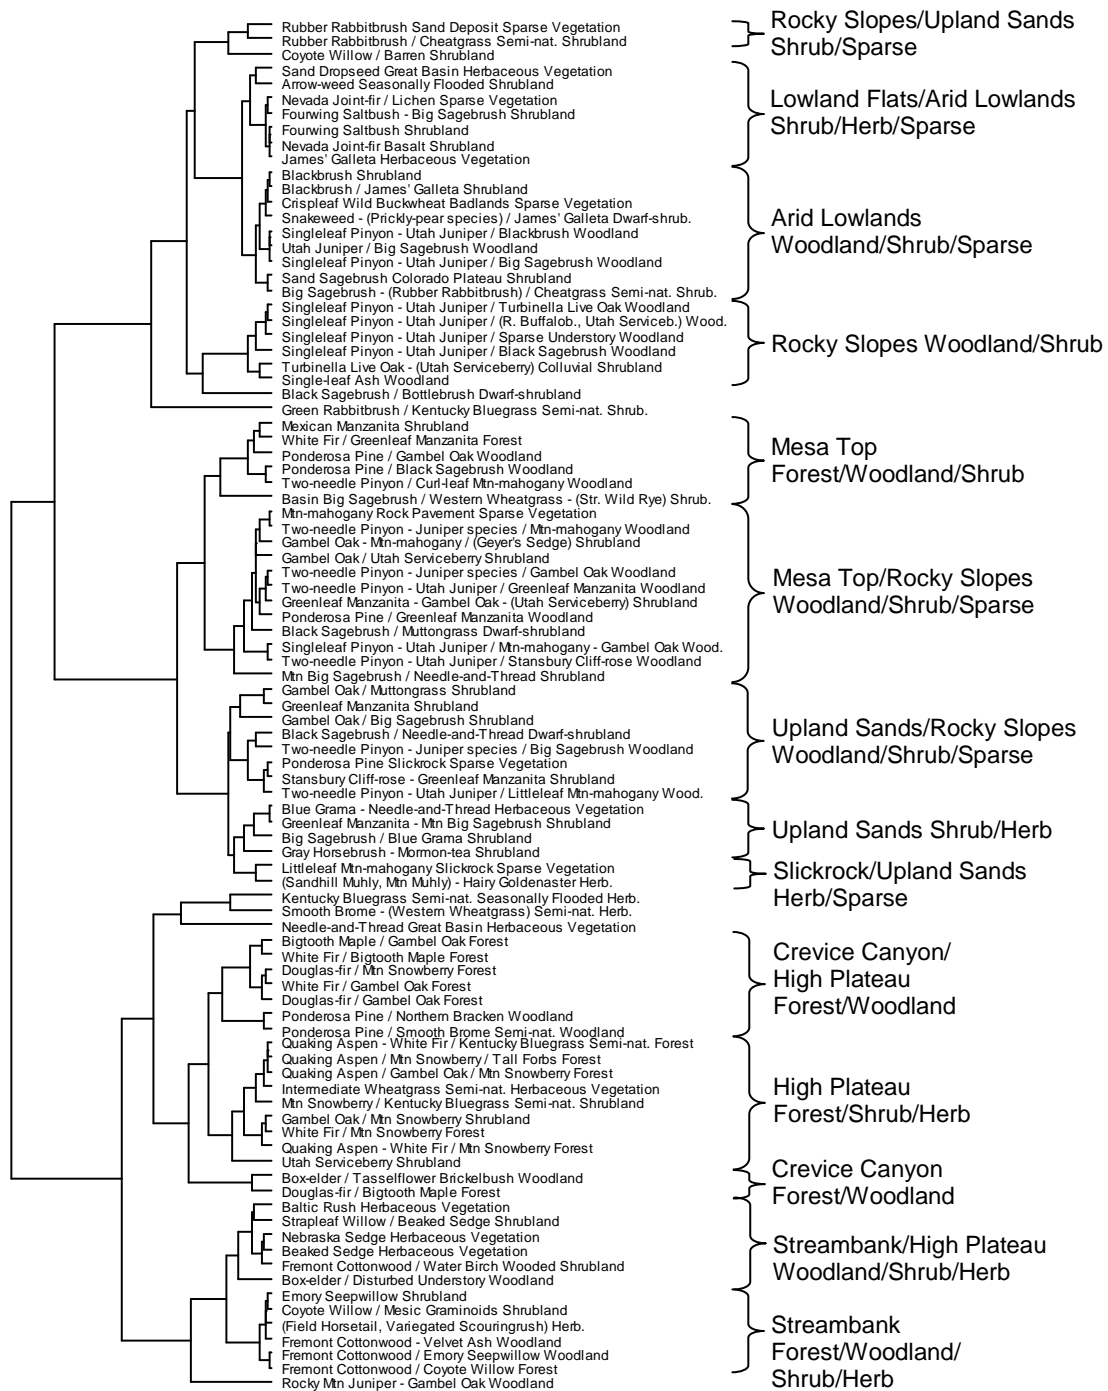 Rubber Rabbitbrush Sand Deposit Sparse Vegetation
Rubber Rabbitbrush / Cheatgrass Semi-nat. Shrubland
Coyote Willow / Barren Shrubland
Rocky Slopes/Upland Sands
Shrub/Sparse
Sand Dropseed Great Basin Herbaceous Vegetation
Arrow-weed Seasonally Flooded Shrubland
Nevada Joint-fir / Lichen Sparse Vegetation
Fourwing Saltbush - Big Sagebrush Shrubland
Fourwing Saltbush Shrubland
Nevada Joint-fir Basalt Shrubland
James' Galleta Herbaceous Vegetation
Lowland Flats/Arid Lowlands
Shrub/Herb/Sparse
Blackbrush Shrubland
Blackbrush / James' Galleta Shrubland
Crispleaf Wild Buckwheat Badlands Sparse Vegetation
Snakeweed - (Prickly-pear species) / James' Galleta Dwarf-shrub.
Singleleaf Pinyon - Utah Juniper / Blackbrush Woodland
Utah Juniper / Big Sagebrush Woodland
Singleleaf Pinyon - Utah Juniper / Big Sagebrush Woodland
Sand Sagebrush Colorado Plateau Shrubland
Big Sagebrush - (Rubber Rabbitbrush) / Cheatgrass Semi-nat. Shrub.
Arid Lowlands
Woodland/Shrub/Sparse
Singleleaf Pinyon - Utah Juniper / Turbinella Live Oak Woodland
Singleleaf Pinyon - Utah Juniper / (R. Buffalob., Utah Serviceb.) Wood.
Singleleaf Pinyon - Utah Juniper / Sparse Understory Woodland
Singleleaf Pinyon - Utah Juniper / Black Sagebrush Woodland
Turbinella Live Oak - (Utah Serviceberry) Colluvial Shrubland
Single-leaf Ash Woodland
Rocky Slopes Woodland/Shrub
Black Sagebrush / Bottlebrush Dwarf-shrubland
Green Rabbitbrush / Kentucky Bluegrass Semi-nat. Shrub.
Mexican Manzanita Shrubland
White Fir / Greenleaf Manzanita Forest
Ponderosa Pine / Gambel Oak Woodland
Ponderosa Pine / Black Sagebrush Woodland
Two-needle Pinyon / Curl-leaf Mtn-mahogany Woodland
Basin Big Sagebrush / Western Wheatgrass - (Str. Wild Rye) Shrub.
Mesa Top
Forest/Woodland/Shrub
Mtn-mahogany Rock Pavement Sparse Vegetation
Two-needle Pinyon - Juniper species / Mtn-mahogany Woodland
Gambel Oak - Mtn-mahogany / (Geyer's Sedge) Shrubland
Gambel Oak / Utah Serviceberry Shrubland
Two-needle Pinyon - Juniper species / Gambel Oak Woodland
Two-needle Pinyon - Utah Juniper / Greenleaf Manzanita Woodland
Greenleaf Manzanita - Gambel Oak - (Utah Serviceberry) Shrubland
Ponderosa Pine / Greenleaf Manzanita Woodland
Black Sagebrush / Muttongrass Dwarf-shrubland
Singleleaf Pinyon - Utah Juniper / Mtn-mahogany - Gambel Oak Wood.
Two-needle Pinyon - Utah Juniper / Stansbury Cliff-rose Woodland
Mtn Big Sagebrush / Needle-and-Thread Shrubland
Mesa Top/Rocky Slopes
Woodland/Shrub/Sparse
Gambel Oak / Muttongrass Shrubland
Greenleaf Manzanita Shrubland
Gambel Oak / Big Sagebrush Shrubland
Black Sagebrush / Needle-and-Thread Dwarf-shrubland
Two-needle Pinyon - Juniper species / Big Sagebrush Woodland
Ponderosa Pine Slickrock Sparse Vegetation
Stansbury Cliff-rose - Greenleaf Manzanita Shrubland
Two-needle Pinyon - Utah Juniper / Littleleaf Mtn-mahogany Wood.
Upland Sands/Rocky Slopes
Woodland/Shrub/Sparse
Blue Grama - Needle-and-Thread Herbaceous Vegetation
Greenleaf Manzanita - Mtn Big Sagebrush Shrubland
Big Sagebrush / Blue Grama Shrubland
Gray Horsebrush - Mormon-tea Shrubland
Upland Sands Shrub/Herb
Littleleaf Mtn-mahogany Slickrock Sparse Vegetation
(Sandhill Muhly, Mtn Muhly) - Hairy Goldenaster Herb.
Slickrock/Upland Sands
Herb/Sparse
Kentucky Bluegrass Semi-nat. Seasonally Flooded Herb.
Smooth Brome - (Western Wheatgrass) Semi-nat. Herb.
Needle-and-Thread Great Basin Herbaceous Vegetation
Bigtooth Maple / Gambel Oak Forest
White Fir / Bigtooth Maple Forest
Douglas-fir / Mtn Snowberry Forest
White Fir / Gambel Oak Forest
Douglas-fir / Gambel Oak Forest
Ponderosa Pine / Northern Bracken Woodland
Ponderosa Pine / Smooth Brome Semi-nat. Woodland
Crevice Canyon/
High Plateau
Forest/Woodland
Quaking Aspen - White Fir / Kentucky Bluegrass Semi-nat. Forest
Quaking Aspen / Mtn Snowberry / Tall Forbs Forest
Quaking Aspen / Gambel Oak / Mtn Snowberry Forest
Intermediate Wheatgrass Semi-nat. Herbaceous Vegetation
Mtn Snowberry / Kentucky Bluegrass Semi-nat. Shrubland
Gambel Oak / Mtn Snowberry Shrubland
White Fir / Mtn Snowberry Forest
Quaking Aspen - White Fir / Mtn Snowberry Forest
Utah Serviceberry Shrubland
High Plateau
Forest/Shrub/Herb
Box-elder / Tasselflower Brickelbush Woodland
Douglas-fir / Bigtooth Maple Forest
Crevice Canyon
Forest/Woodland
Baltic Rush Herbaceous Vegetation
Strapleaf Willow / Beaked Sedge Shrubland
Nebraska Sedge Herbaceous Vegetation
Beaked Sedge Herbaceous Vegetation
Fremont Cottonwood / Water Birch Wooded Shrubland
Box-elder / Disturbed Understory Woodland
Streambank/High Plateau
Woodland/Shrub/Herb
Emory Seepwillow Shrubland
Coyote Willow / Mesic Graminoids Shrubland
(Field Horsetail, Variegated Scouringrush) Herb.
Fremont Cottonwood - Velvet Ash Woodland
Fremont Cottonwood / Emory Seepwillow Woodland
Fremont Cottonwood / Coyote Willow Forest
Streambank
Forest/Woodland/
Shrub/Herb
Rocky Mtn Juniper - Gambel Oak Woodland